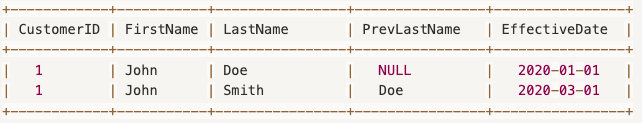 +------------+-----------+--------------+----------------+----------------+
| CustomerID | FirstName | LastName     | PrevLastName   | EffectiveDate  |
+------------+-----------+--------------+----------------+----------------+
|   1        | John      | Doe          |   NULL         |   2020-01-01   |
|   1        | John      | Smith        |   Doe          |   2020-03-01   |
+------------+-----------+--------------+----------------+----------------+